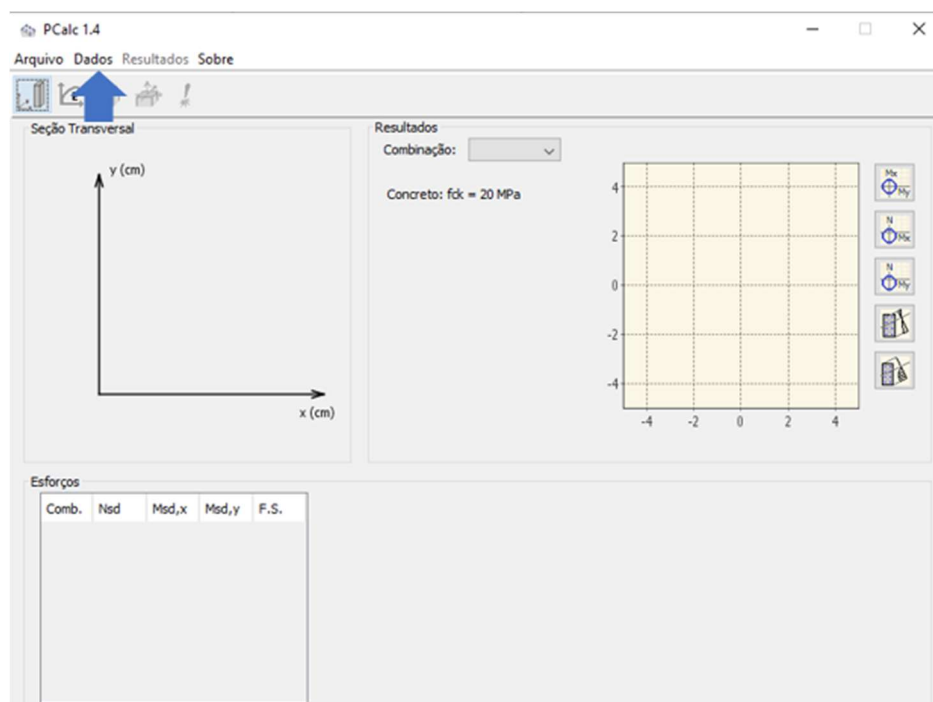 PCalc 1.4
Arquivo Dados Resultados Sobre
Seção Transversal
y (cm)
x (cm)
Resultados
Combinação:
Concreto: fck = 20 MPa
4
2
0
-2
-4
-4 -2 0 2 4
Mx
My
N
Mx
N
My
Esforços
Comb. Nsd Msd,x Msd,y F.S.